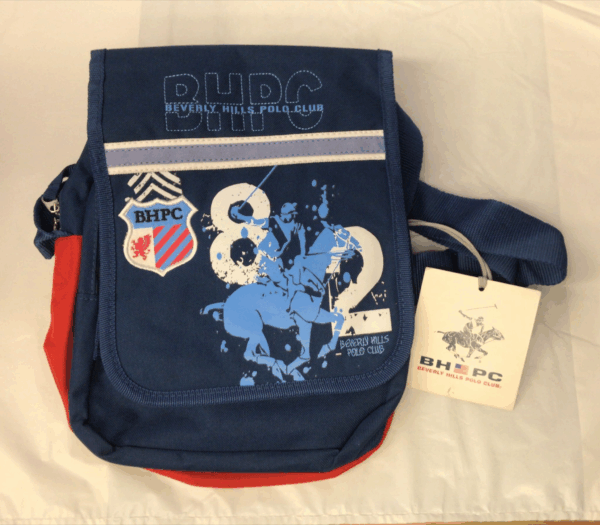 BHPC
BEVERLY HILLS POLO CLUB
BHPC
82
BEVERLY HILLS
POLO CLUB
BH PC
BEVERLY HILLS POLO CLUB